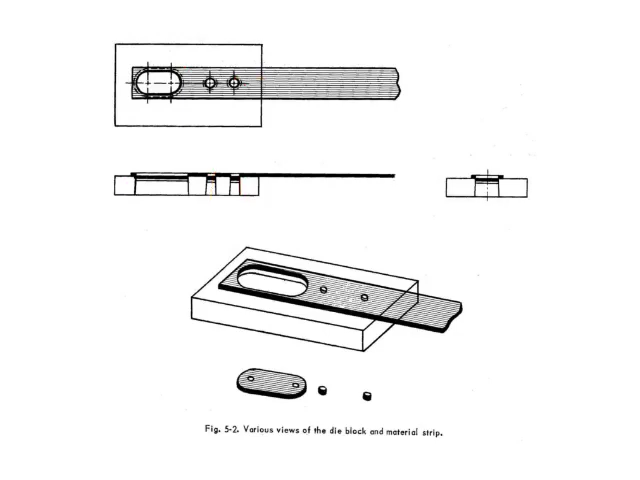 Fig. 5-2. Various views of the die block and material strip.